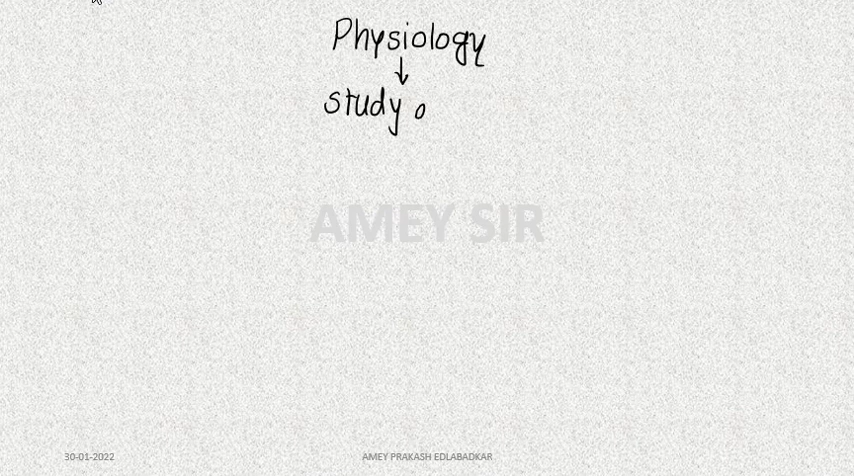 Physiology
↓
study o
AMEY SIR
30-01-2022 AMEY PRAKASH EDLABADKAR